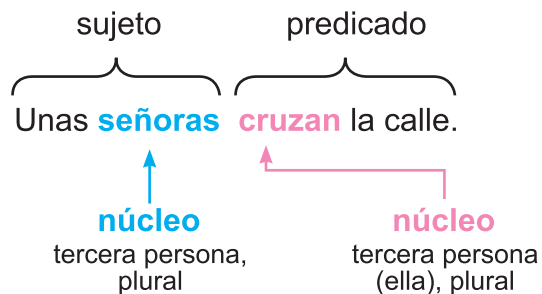 sujeto
predicado
Unas señoras cruzan la calle.
núcleo
tercera persona,
plural
núcleo
tercera persona
(ella), plural